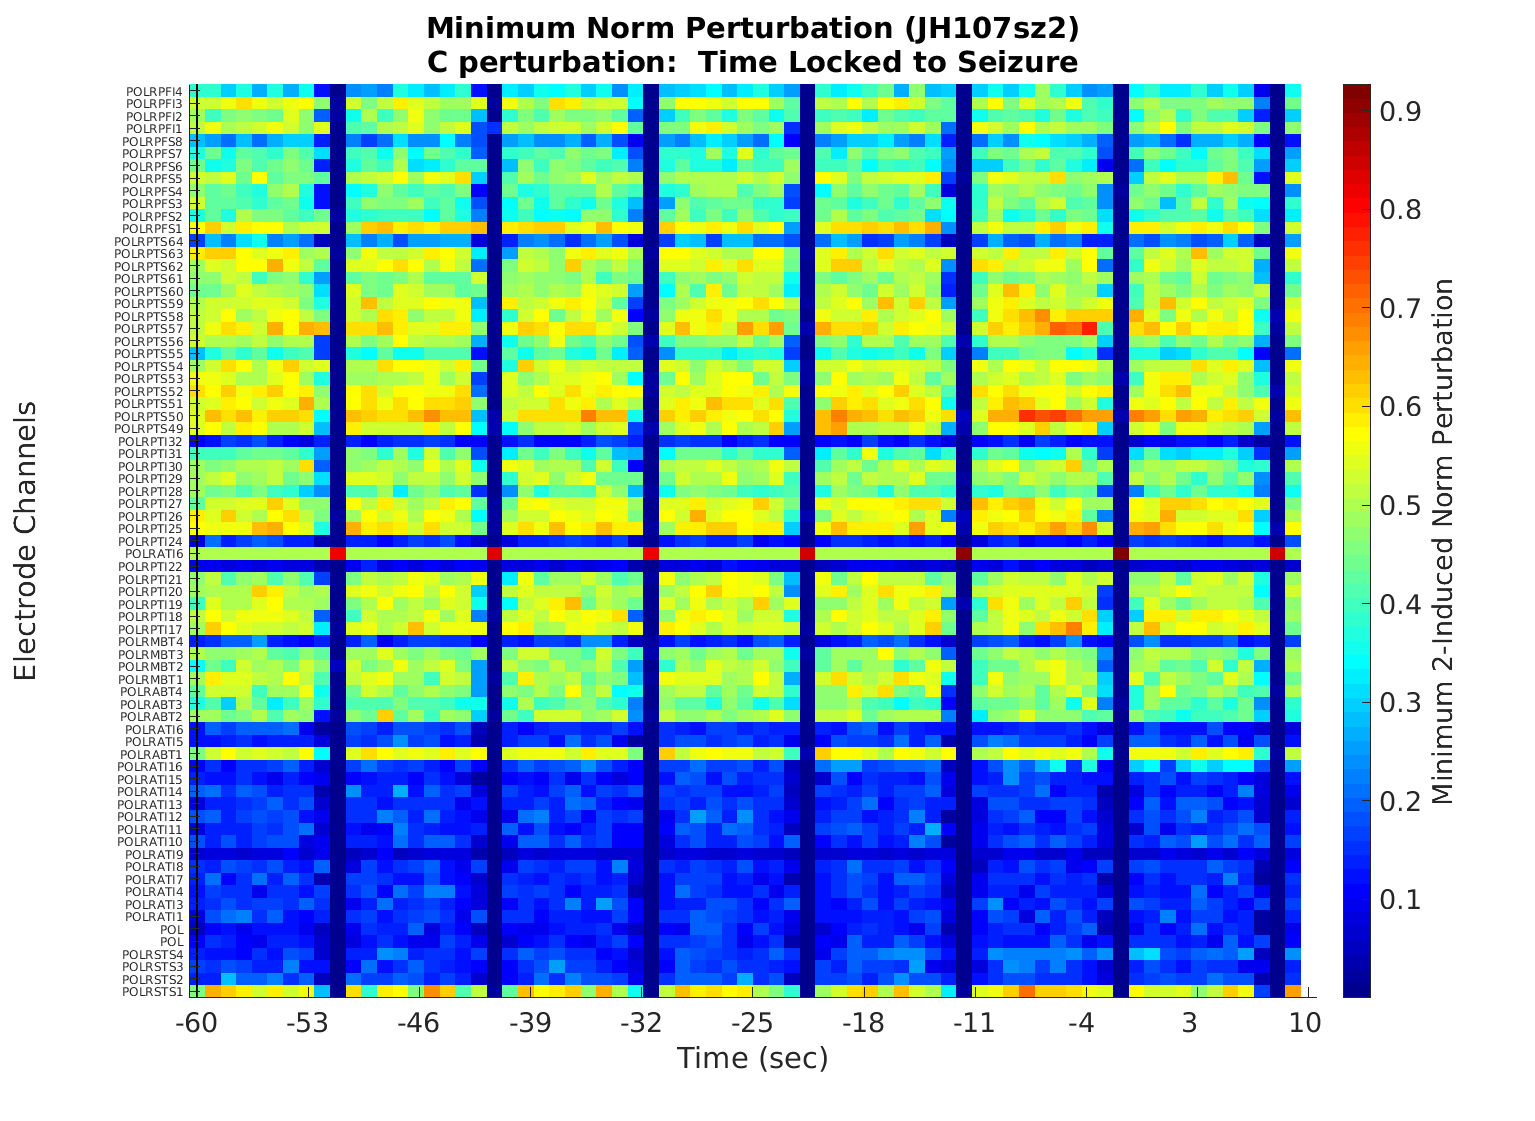 Minimum Norm Perturbation (JH107sz2)
C perturbation:  Time Locked to Seizure
Electrode Channels
POLRPFI4
POLRPFI3
POLRPFI2
POLRPFI1
POLRPFS8
POLRPFS7
POLRPFS6
POLRPFS5
POLRPFS4
POLRPFS3
POLRPFS2
POLRPFS1
POLRPTS64
POLRPTS63
POLRPTS62
POLRPTS61
POLRPTS60
POLRPTS59
POLRPTS58
POLRPTS57
POLRPTS56
POLRPTS55
POLRPTS54
POLRPTS53
POLRPTS52
POLRPTS51
POLRPTS50
POLRPTS49
POLRPTI32
POLRPTI31
POLRPTI30
POLRPTI29
POLRPTI28
POLRPTI27
POLRPTI26
POLRPTI25
POLRPTI24
POLRATI6
POLRPTI22
POLRPTI21
POLRPTI20
POLRPTI19
POLRPTI18
POLRPTI17
POLRMBT4
POLRMBT3
POLRMBT2
POLRMBT1
POLRABT4
POLRABT3
POLRABT2
POLRATI6
POLRATI5
POLRABT1
POLRATI16
POLRATI15
POLRATI14
POLRATI13
POLRATI12
POLRATI11
POLRATI10
POLRATI9
POLRATI8
POLRATI7
POLRATI4
POLRATI3
POLRATI1
POL
POL
POLRSTS4
POLRSTS3
POLRSTS2
POLRSTS1
-60 -53 -46 -39 -32 -25 -18 -11 -4 3 10
Time (sec)
0.9
0.8
0.7
0.6
0.5
0.4
0.3
0.2
0.1
Minimum 2-Induced Norm Perturbation